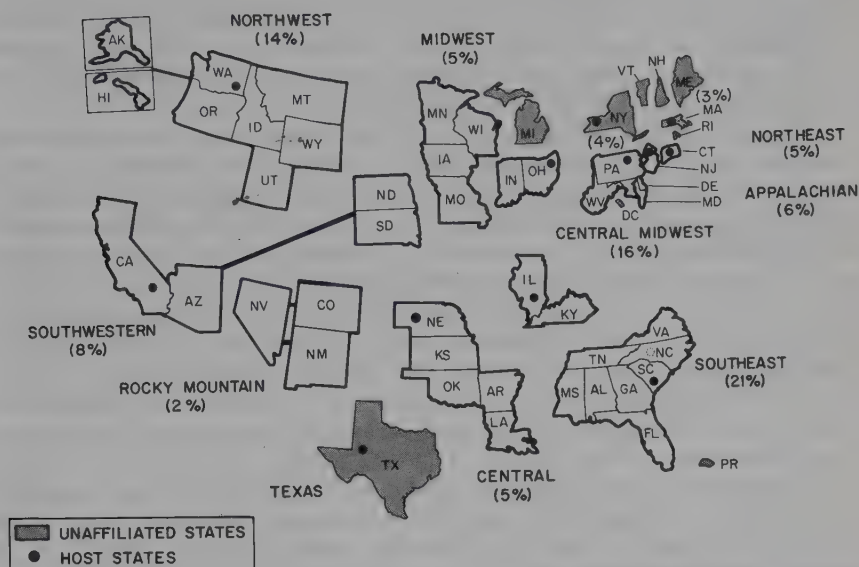 NORTHWEST
(14%)
AK
HI
WA
OR
ID
MT
WY
UT
MIDWEST
(5%)
MN
WI
MI
IA
MO
IN
OH
VT
NH
ME
(3%)
NY
(4%)
MA
RI
CT
NJ
DE
MD
PA
WV
DC
NORTHEAST
(5%)
APPALACHIAN
(6%)
CENTRAL MIDWEST
(16%)
ND
SD
CA
AZ
SOUTHWESTERN
(8%)
NV
CO
NM
ROCKY MOUNTAIN
(2%)
NE
KS
OK
AR
LA
CENTRAL
(5%)
IL
KY
VA
NC
TN
SC
MS
AL
GA
FL
SOUTHEAST
(21%)
PR
TX
TEXAS
UNAFFILIATED STATES
HOST STATES